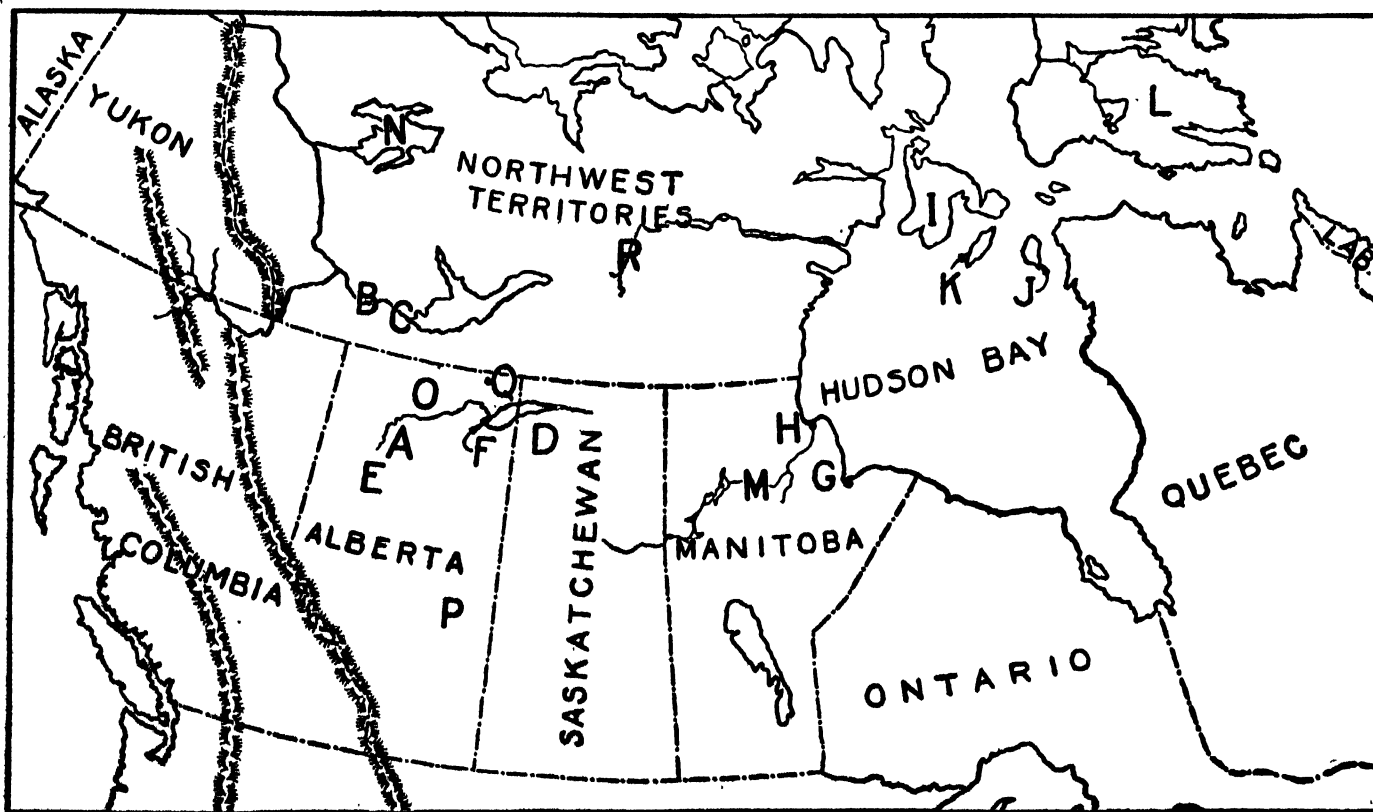 ALASKA
YUKON
N
L
NORTHWEST
TERRITORIES
I
R
LAB
K
J
B
C
HUDSON BAY
O
Q
H
A
F
D
E
M
G
BRITISH
COLUMBIA
ALBERTA
SASKATCHEWAN
MANITOBA
QUEBEC
P
ONTARIO